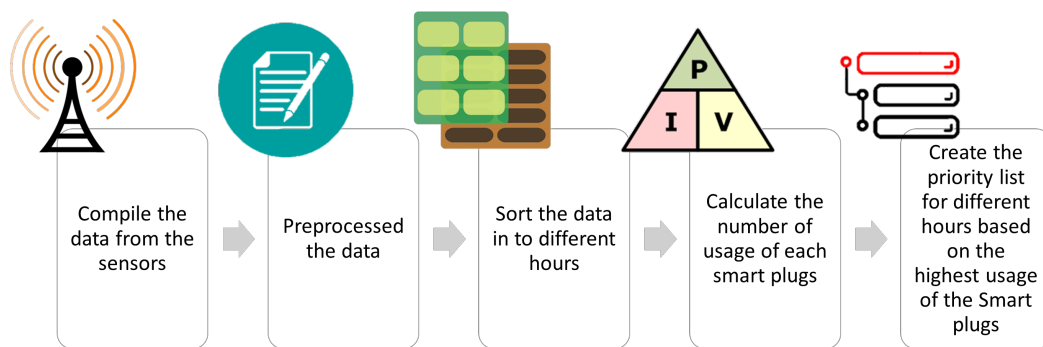 P
I V
Compile the
data from the
sensors
Preprocessed
the data
Sort the data
in to different
hours
Calculate the
number of
usage of each
smart plugs
Create the
priority list
for different
hours based
on the
highest usage
of the Smart
plugs